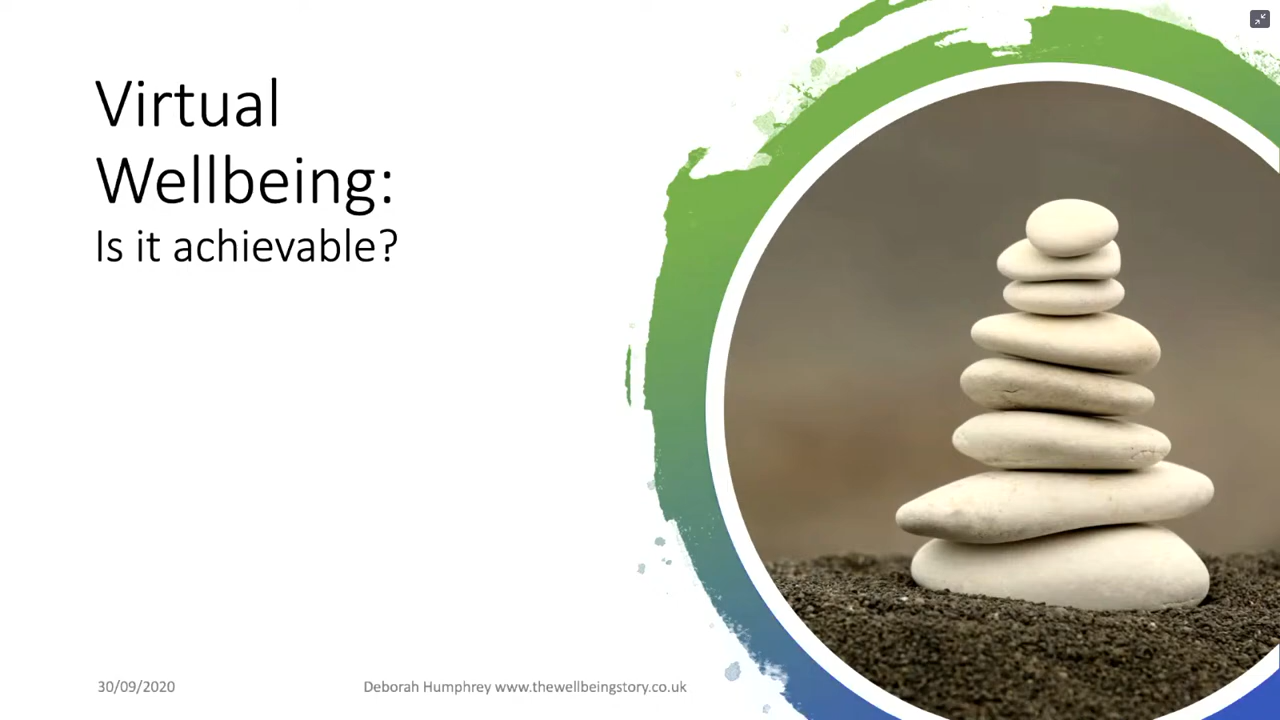 Virtual
Wellbeing:
Is it achievable?
30/09/2020
Deborah Humphrey www.thewellbeingstory.co.uk